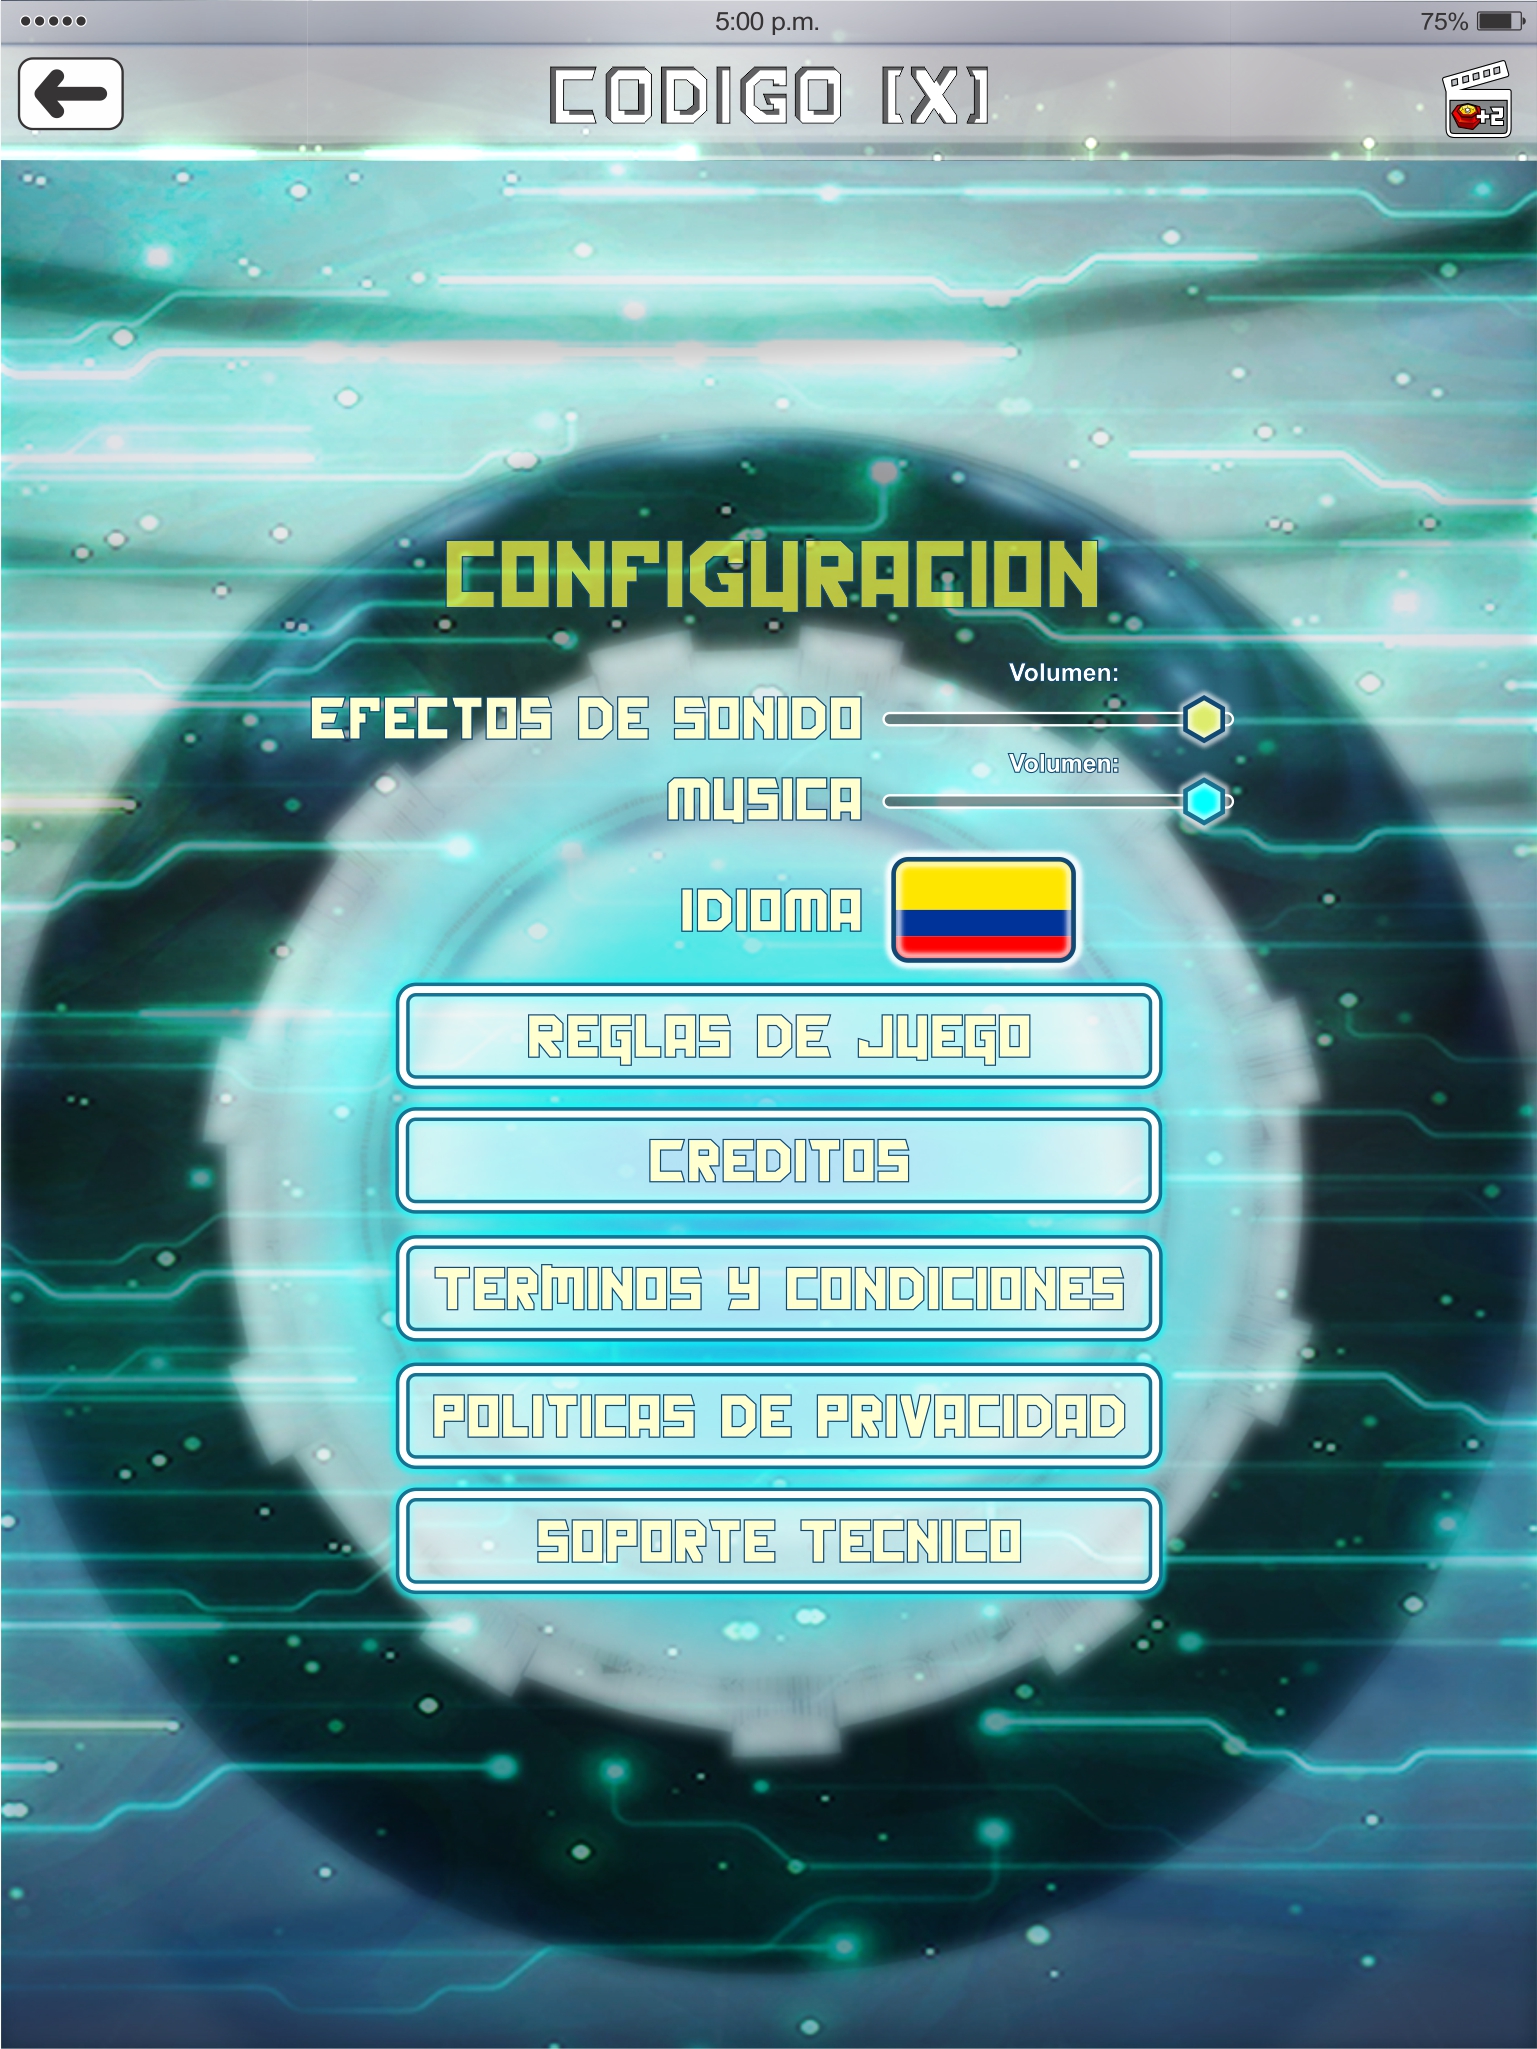 5:00 p.m.
75%
CODIGO [X]
+2
CONFIGURACION
Volumen:
EFECTOS DE SONIDO
Volumen:
MUSICA
IDIOMA
REGLAS DE JUEGO
CREDITOS
TERMINOS Y CONDICIONES
POLITICAS DE PRIVACIDAD
SOPORTE TECNICO